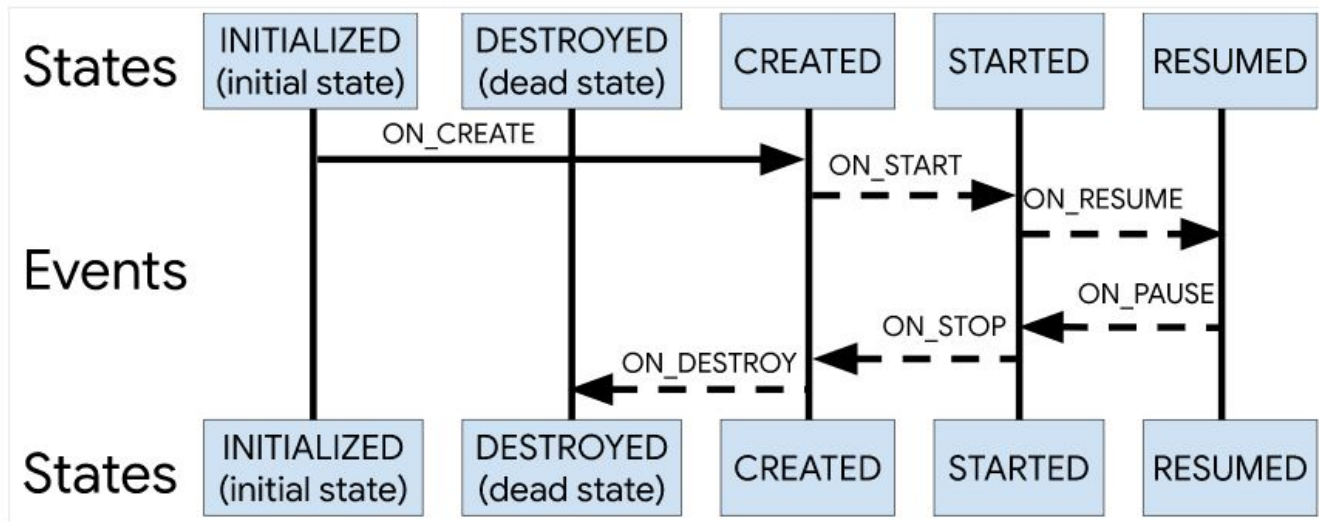 States
INITIALIZED
(initial state)
DESTROYED
(dead state)
CREATED
STARTED
RESUMED
ON_CREATE
ON_START
ON_RESUME
Events
ON_PAUSE
ON_STOP
ON_DESTROY
States
INITIALIZED
(initial state)
DESTROYED
(dead state)
CREATED
STARTED
RESUMED